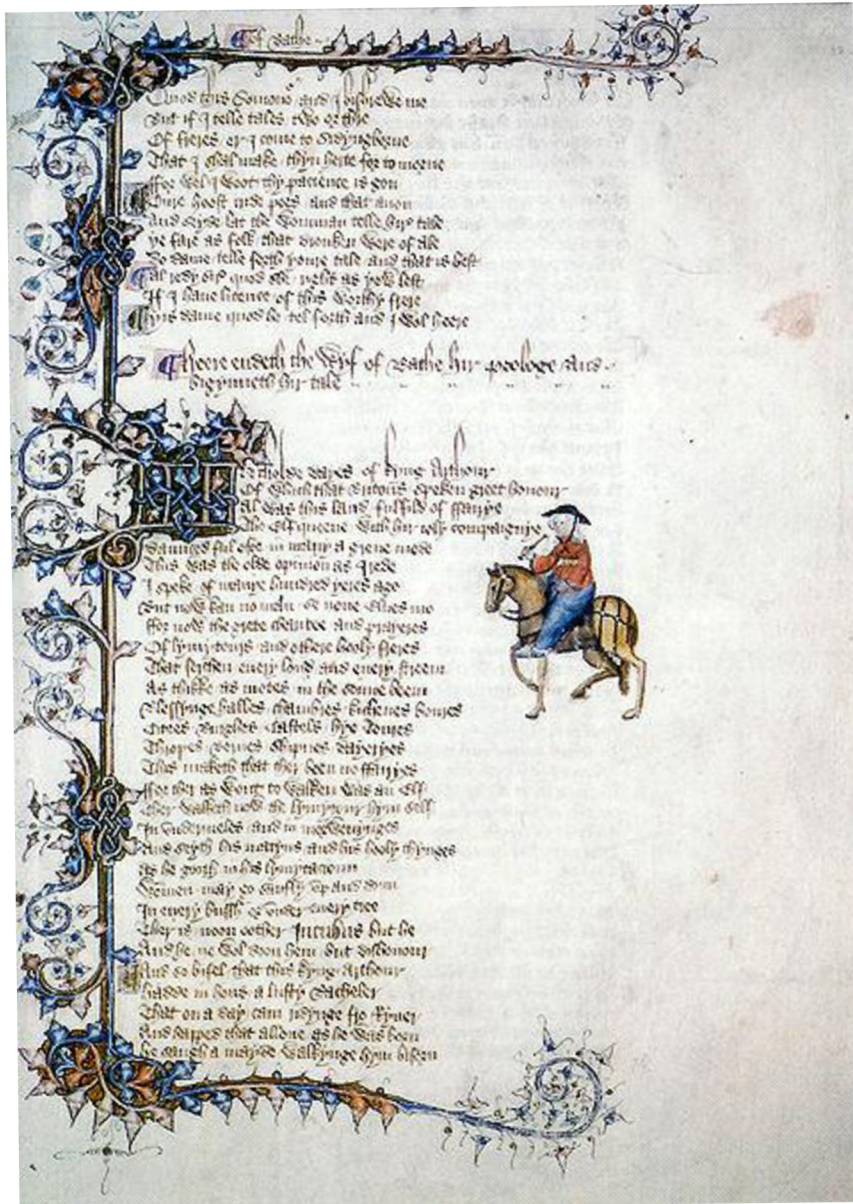 Of Bathe
Quod this Somonour and I bishrewe me
But if I telle tales two or thre
Of freres er I come to Sidyngborne
That I shal make thyn herte for to morne
ffor wel I woot thy pacience is gon
Oure hoost cride pees and that anon
And seyde lat the womman telle hire tale
ye fare as folk that dronken were of ale
Do dame telle forth youre tale and that is best
Al redy sire quod she right as yow lest
If I have licence of this worthy frere
yis dame quod he tel forth and I wol heere
Heere endeth the Wyf of Bathe hir prologe And
bigynneth hir tale
In tholde dayes of kyng Arthour
Of which that Britons speken greet honour
Al was this land fulfild of ffairye
The Elf queene with hir joly compaignye
Daunced ful ofte in many a grene mede
This was the olde opinion as I rede
I speke of manye hundred yeres ago
But now kan no man se none Elves mo
ffor now the grete charitee and prayeres
Of lymytours and othere hooly freres
That serchen every lond and every streem
As thikke as motes in the sonne beem
Blessynge halles chambres kichenes boures
Citees Burghes Castels hye Toures
Thropes Bernes Shipnes Dayeryes
This maketh that ther been no ffairyes
ffor ther as wont to walken was an Elf
Ther walketh now the lymytour hym self
In vndermeles and in morwenynges
And seyth his matyns and his hooly thynges
As he gooth in his lymytacioun
Wommen may go saufly vp and doun
In every bussh or vnder every tree
Ther is noon oother Incubus but he
And he ne wol doon hem but dishonour
And so bifel that this kyng Arthour
hadde in hous a lusty Bacheler
That on a day cam ridynge fro Ryver
And happed that allone as he was born
he saugh a mayde walkynge hym biforn